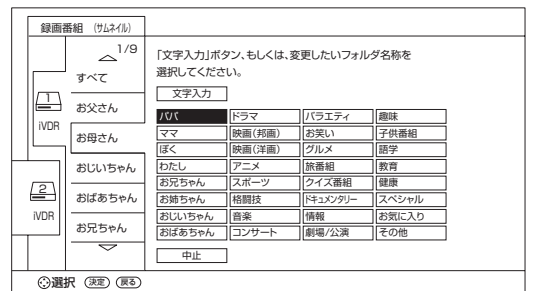 録画番組 (サムネイル)
1/9
すべて
お父さん
お母さん
おじいちゃん
おばあちゃん
お兄ちゃん
1
iVDR
2
iVDR
「文字入力」ボタン、もしくは、変更したいフォルダ名称を
選択してください。
文字入力
パパ ドラマ バラエティ 趣味
ママ 映画(邦画) お笑い 子供番組
ぼく 映画(洋画) グルメ 語学
わたし アニメ 旅番組 教育
お兄ちゃん スポーツ クイズ番組 健康
お姉ちゃん 格闘技 ドキュメンタリー スペシャル
おじいちゃん 音楽 情報 お気に入り
おばあちゃん コンサート 劇場/公演 その他
中止
選択 決定 戻る